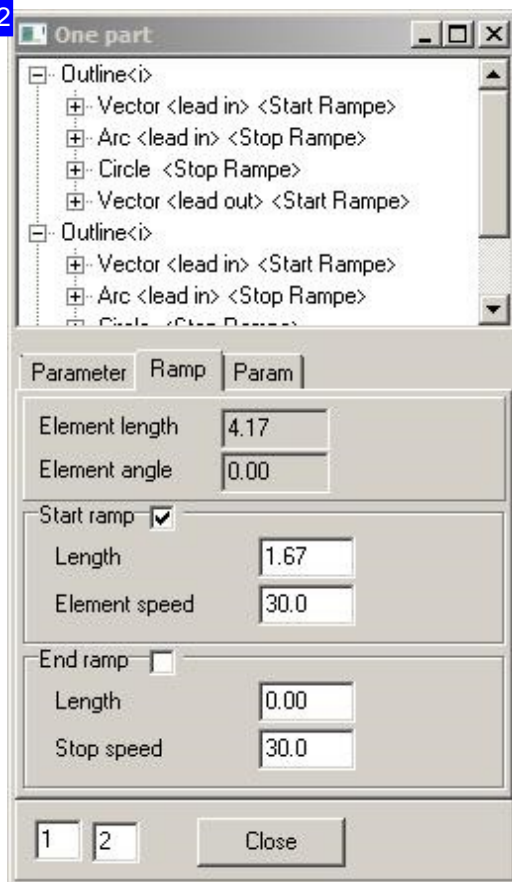 2
One part
Outline<i>
Vector <lead in> <Start Rampe>
Arc <lead in> <Stop Rampe>
Circle <Stop Rampe>
Vector <lead out> <Start Rampe>
Outline<i>
Vector <lead in> <Start Rampe>
Arc <lead in> <Stop Rampe>
Circle <Stop Rampe>
Parameter Ramp Param
Element length 4.17
Element angle 0.00
Start ramp
Length 1.67
Element speed 30.0
End ramp
Length 0.00
Stop speed 30.0
1 2 Close